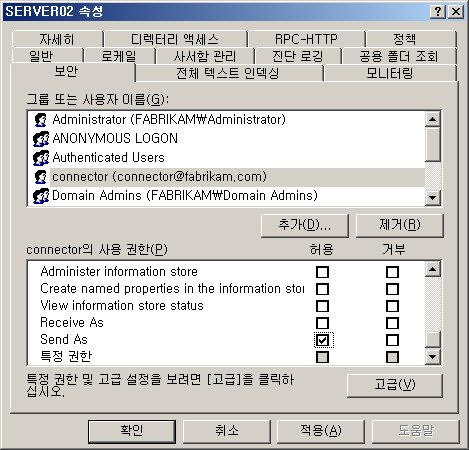 SERVER02 속성
자세히 디렉터리 액세스 RPC-HTTP 정책
일반 로케일 사서함 관리 진단 로깅 공용 폴더 조회
보안 전체 텍스트 인덱싱 모니터링
그룹 또는 사용자 이름(G):
Administrator (FABRIKAM₩Administrator)
ANONYMOUS LOGON
Authenticated Users
connector (connector@fabrikam.com)
Domain Admins (FABRIKAM₩Domain Admins)
추가(D)... 제거(R)
connector의 사용 권한(P) 허용 거부
Administer information store
Create named properties in the information stor
View information store status
Receive As
Send As
특정 권한
특정 권한 및 고급 설정을 보려면 [고급]을 클릭하
십시오. 고급(V)
확인 취소 적용(A) 도움말